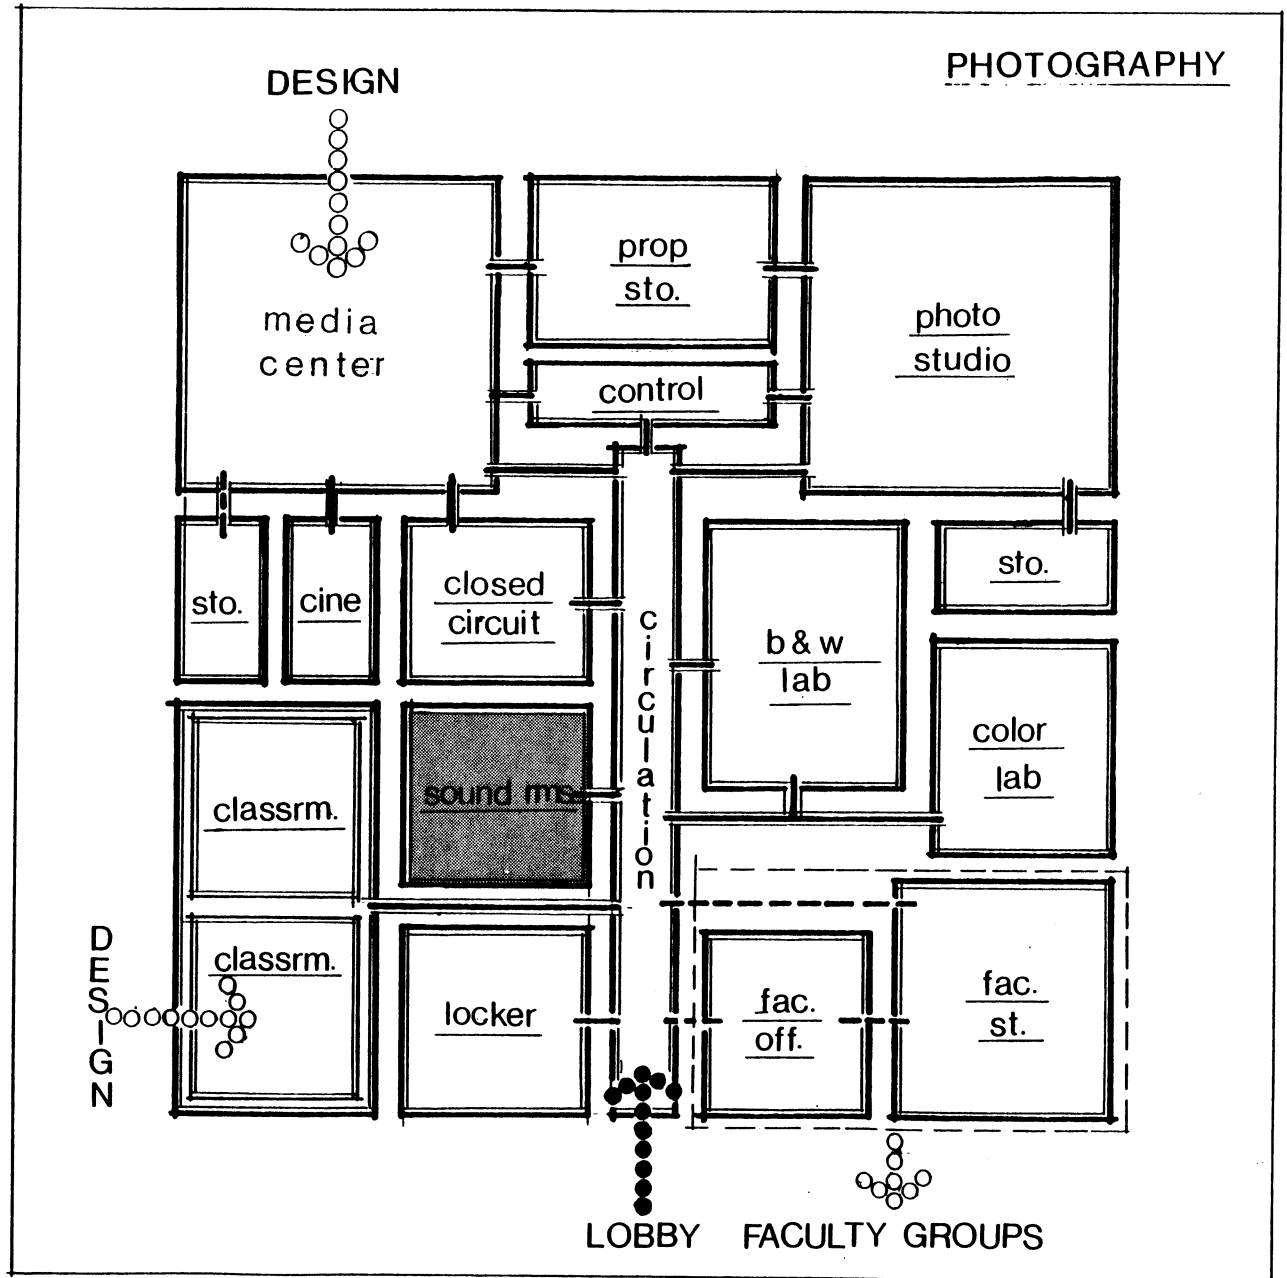 PHOTOGRAPHY
DESIGN
media
center
prop
sto.
photo
studio
control
sto.
cine
closed
circuit
circulation
b & w
lab
sto.
color
lab
classrm.
sound rms.
classrm.
locker
fac.
off.
fac.
st.
DESIGN
LOBBY
FACULTY GROUPS